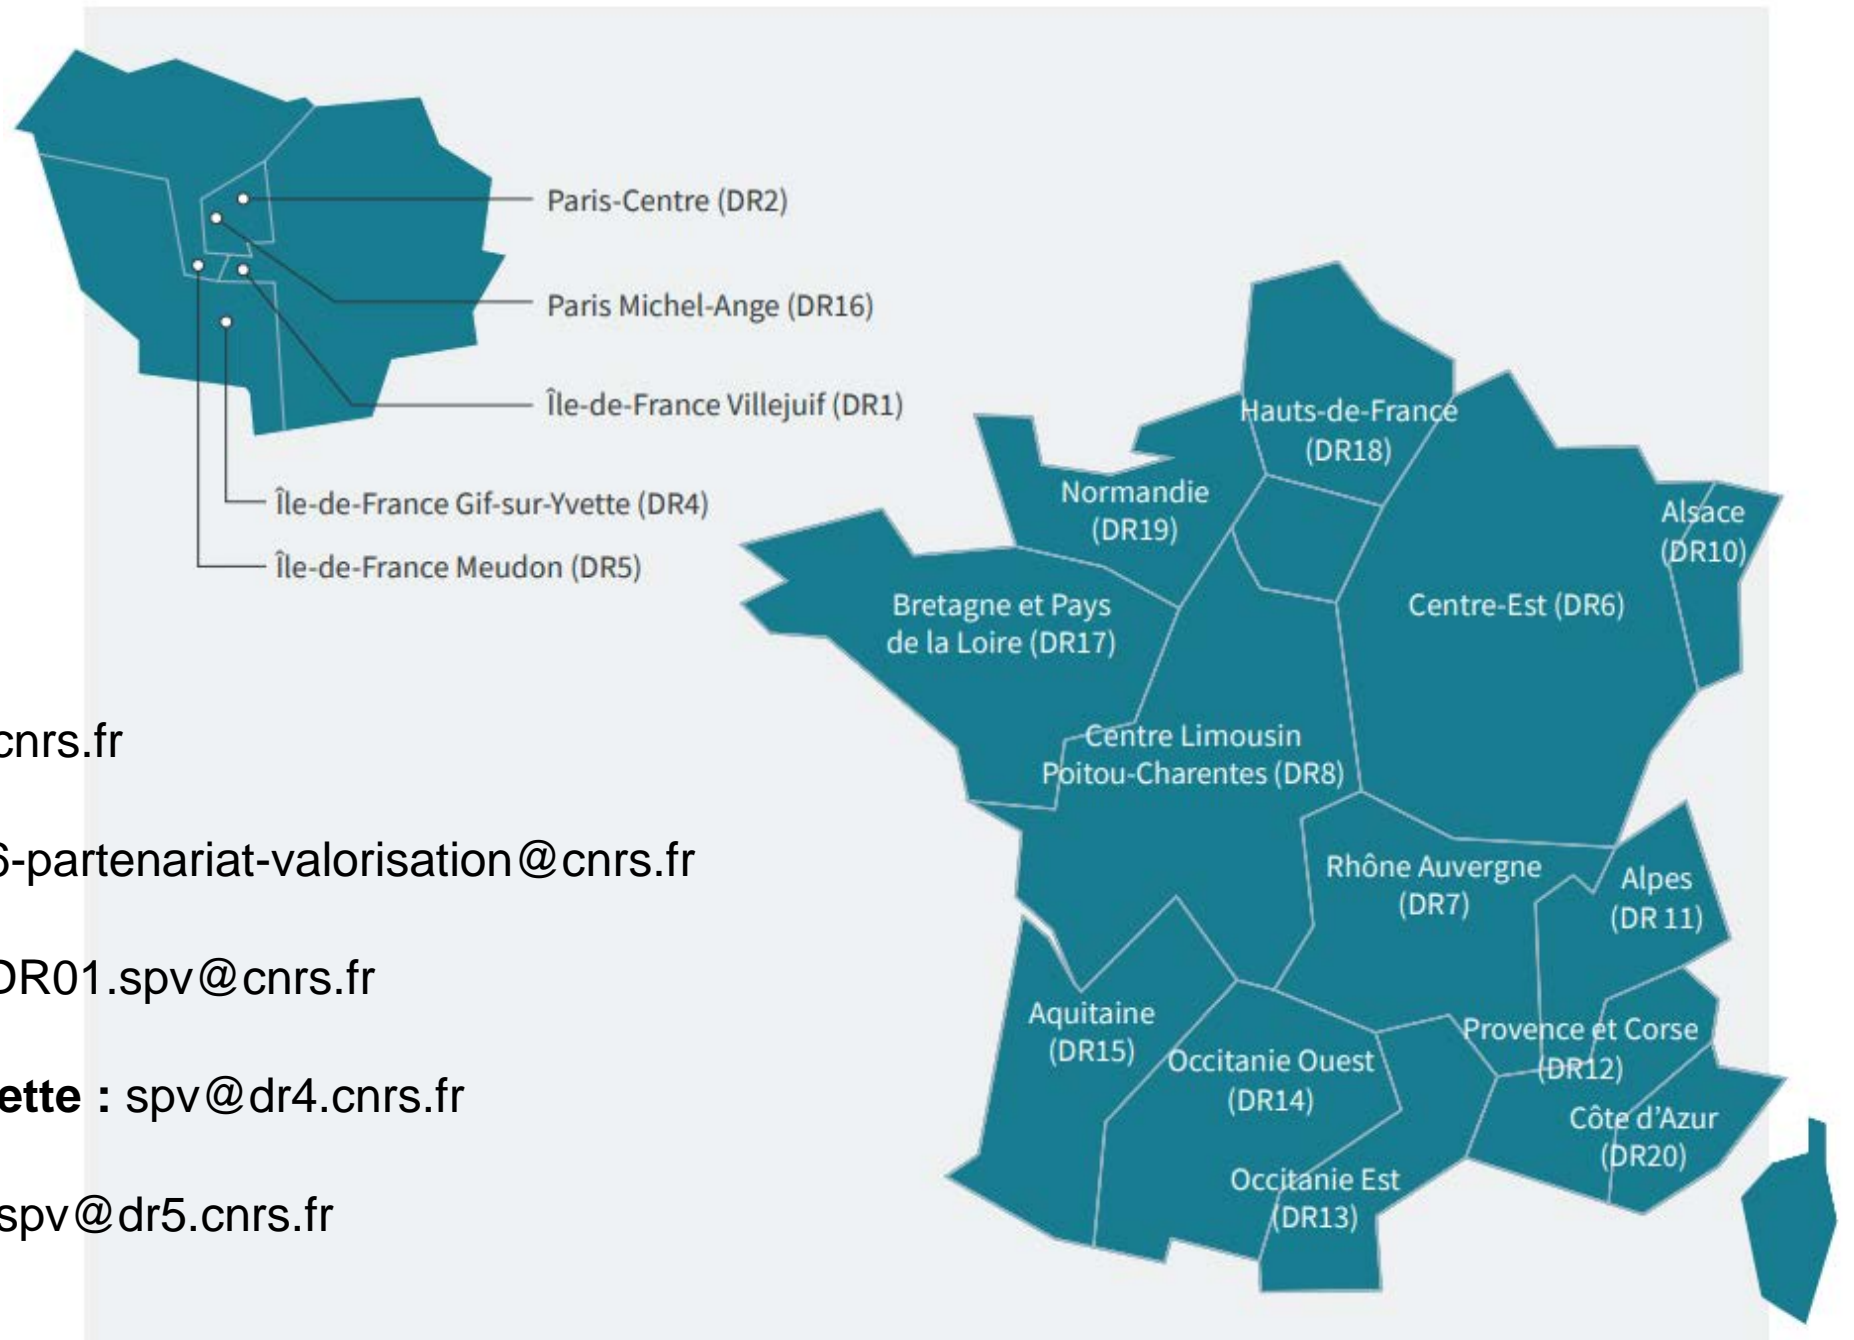 Paris-Centre (DR2)
Paris Michel-Ange (DR16)
Île-de-France Villejuif (DR1)
Île-de-France Gif-sur-Yvette (DR4)
Île-de-France Meudon (DR5)
Hauts-de-France
(DR18)
Normandie
(DR19)
Alsace
(DR10)
Bretagne et Pays
de la Loire (DR17)
Centre-Est (DR6)
Centre Limousin
Poitou-Charentes (DR8)
Rhône Auvergne
(DR7)
Alpes
(DR 11)
Aquitaine
(DR15)
Occitanie Ouest
(DR14)
Provence et Corse
(DR12)
Côte d’Azur
(DR20)
Occitanie Est
(DR13)
cnrs.fr
6-partenariat-valorisation@cnrs.fr
DR01.spv@cnrs.fr
ette : spv@dr4.cnrs.fr
spv@dr5.cnrs.fr